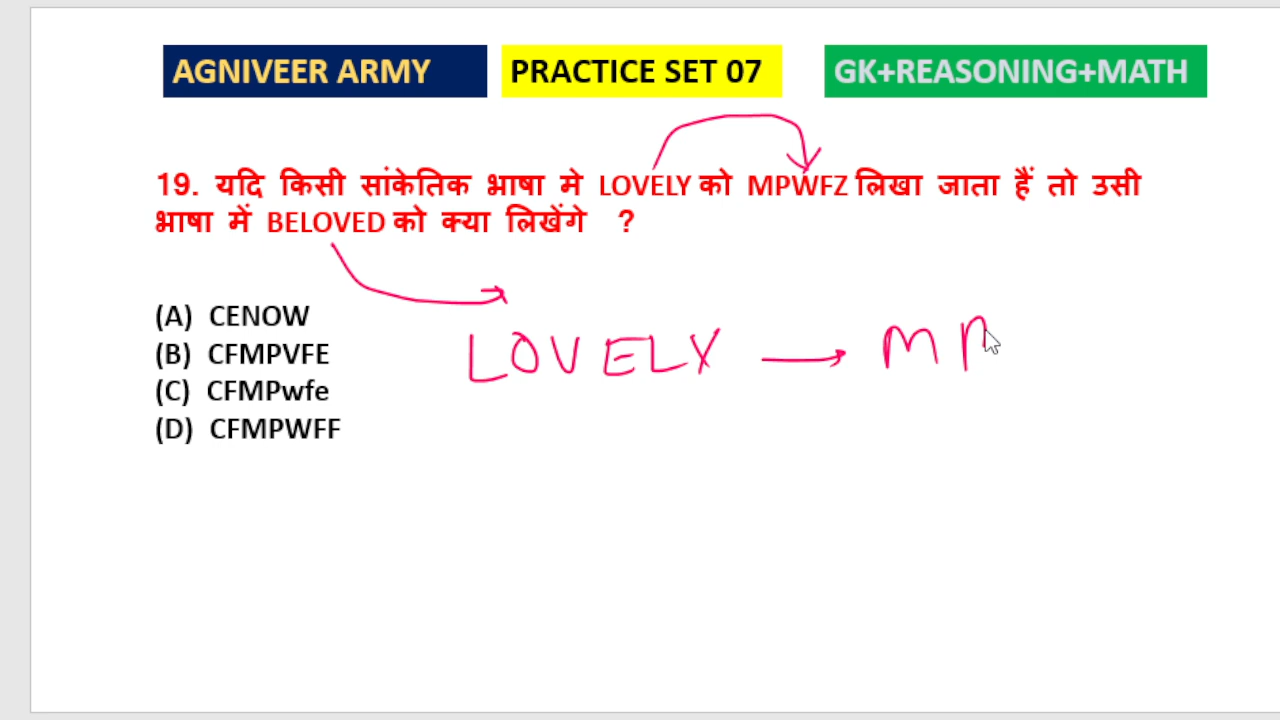 AGNIVEER ARMY PRACTICE SET 07 GK+REASONING+MATH
19. यदि किसी सांकेतिक भाषा मे LOVELY को MPWFZ लिखा जाता हैं तो उसी
भाषा में BELOVED को क्या लिखेंगे ?
(A) CENOW
(B) CFMPVFE
(C) CFMPwfe
(D) CFMPWFF
LOVELY → MP